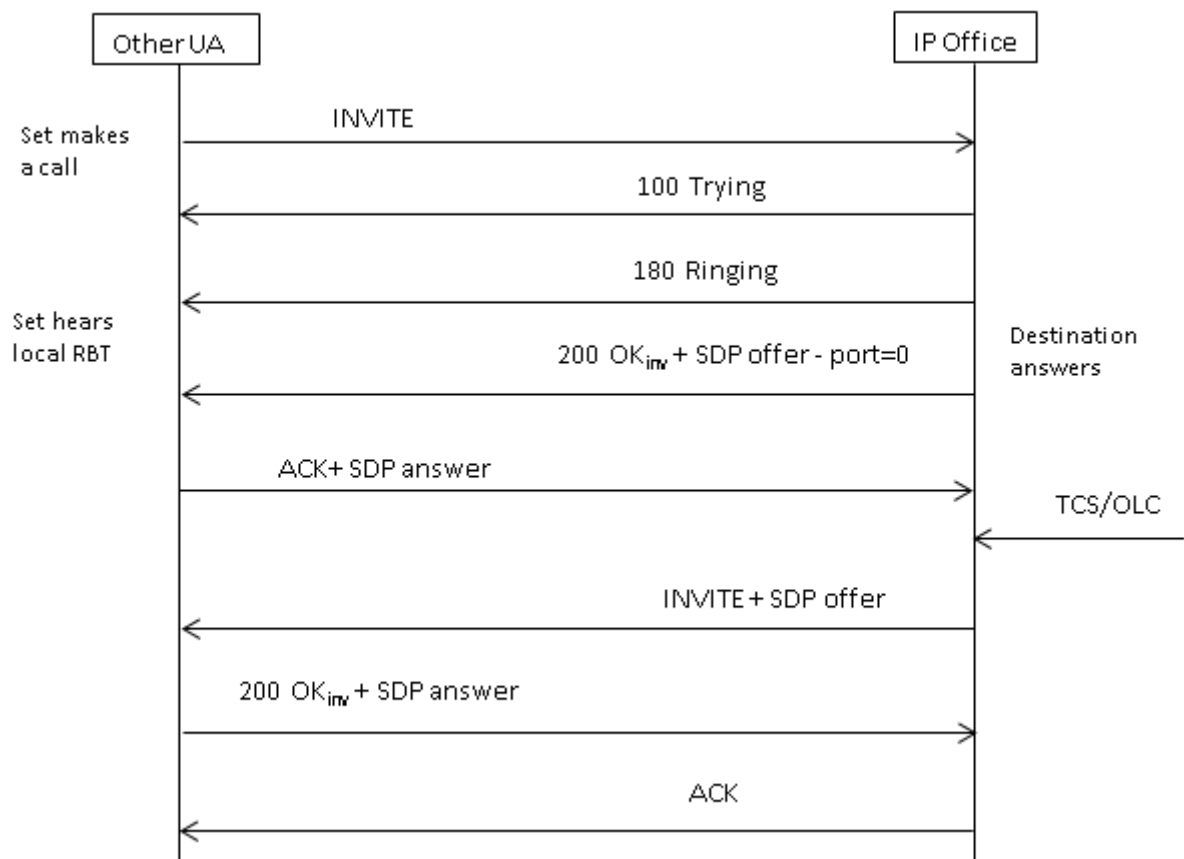 Other UA
IP Office
INVITE
Set makes
a call
100 Trying
180 Ringing
Set hears
local RBT
200 OKinv + SDP offer - port=0
Destination
answers
ACK+ SDP answer
TCS/OLC
INVITE + SDP offer
200 OKinv + SDP answer
ACK